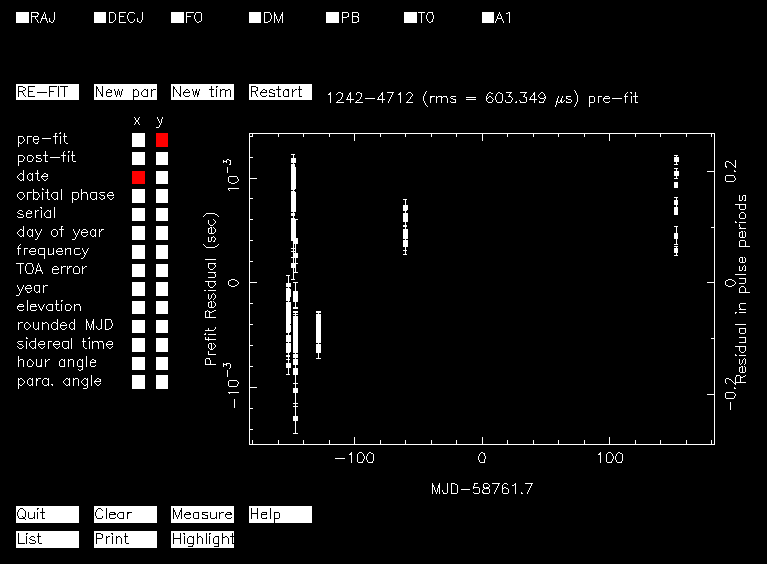 RAJ DECJ F0 DM PB T0 A1
RE-FIT New par New tim Restart
1242-4712 (rms = 603.349 μs) pre-fit
x y
pre-fit
post-fit
date
orbital phase
serial
day of year
frequency
TOA error
year
elevation
rounded MJD
sidereal time
hour angle
para. angle
Prefit Residual (sec)
10⁻³
0
-10⁻³
0.2
0
-0.2
Residual in pulse periods
-100 0 100
MJD-58761.7
Quit Clear Measure Help
List Print Highlight